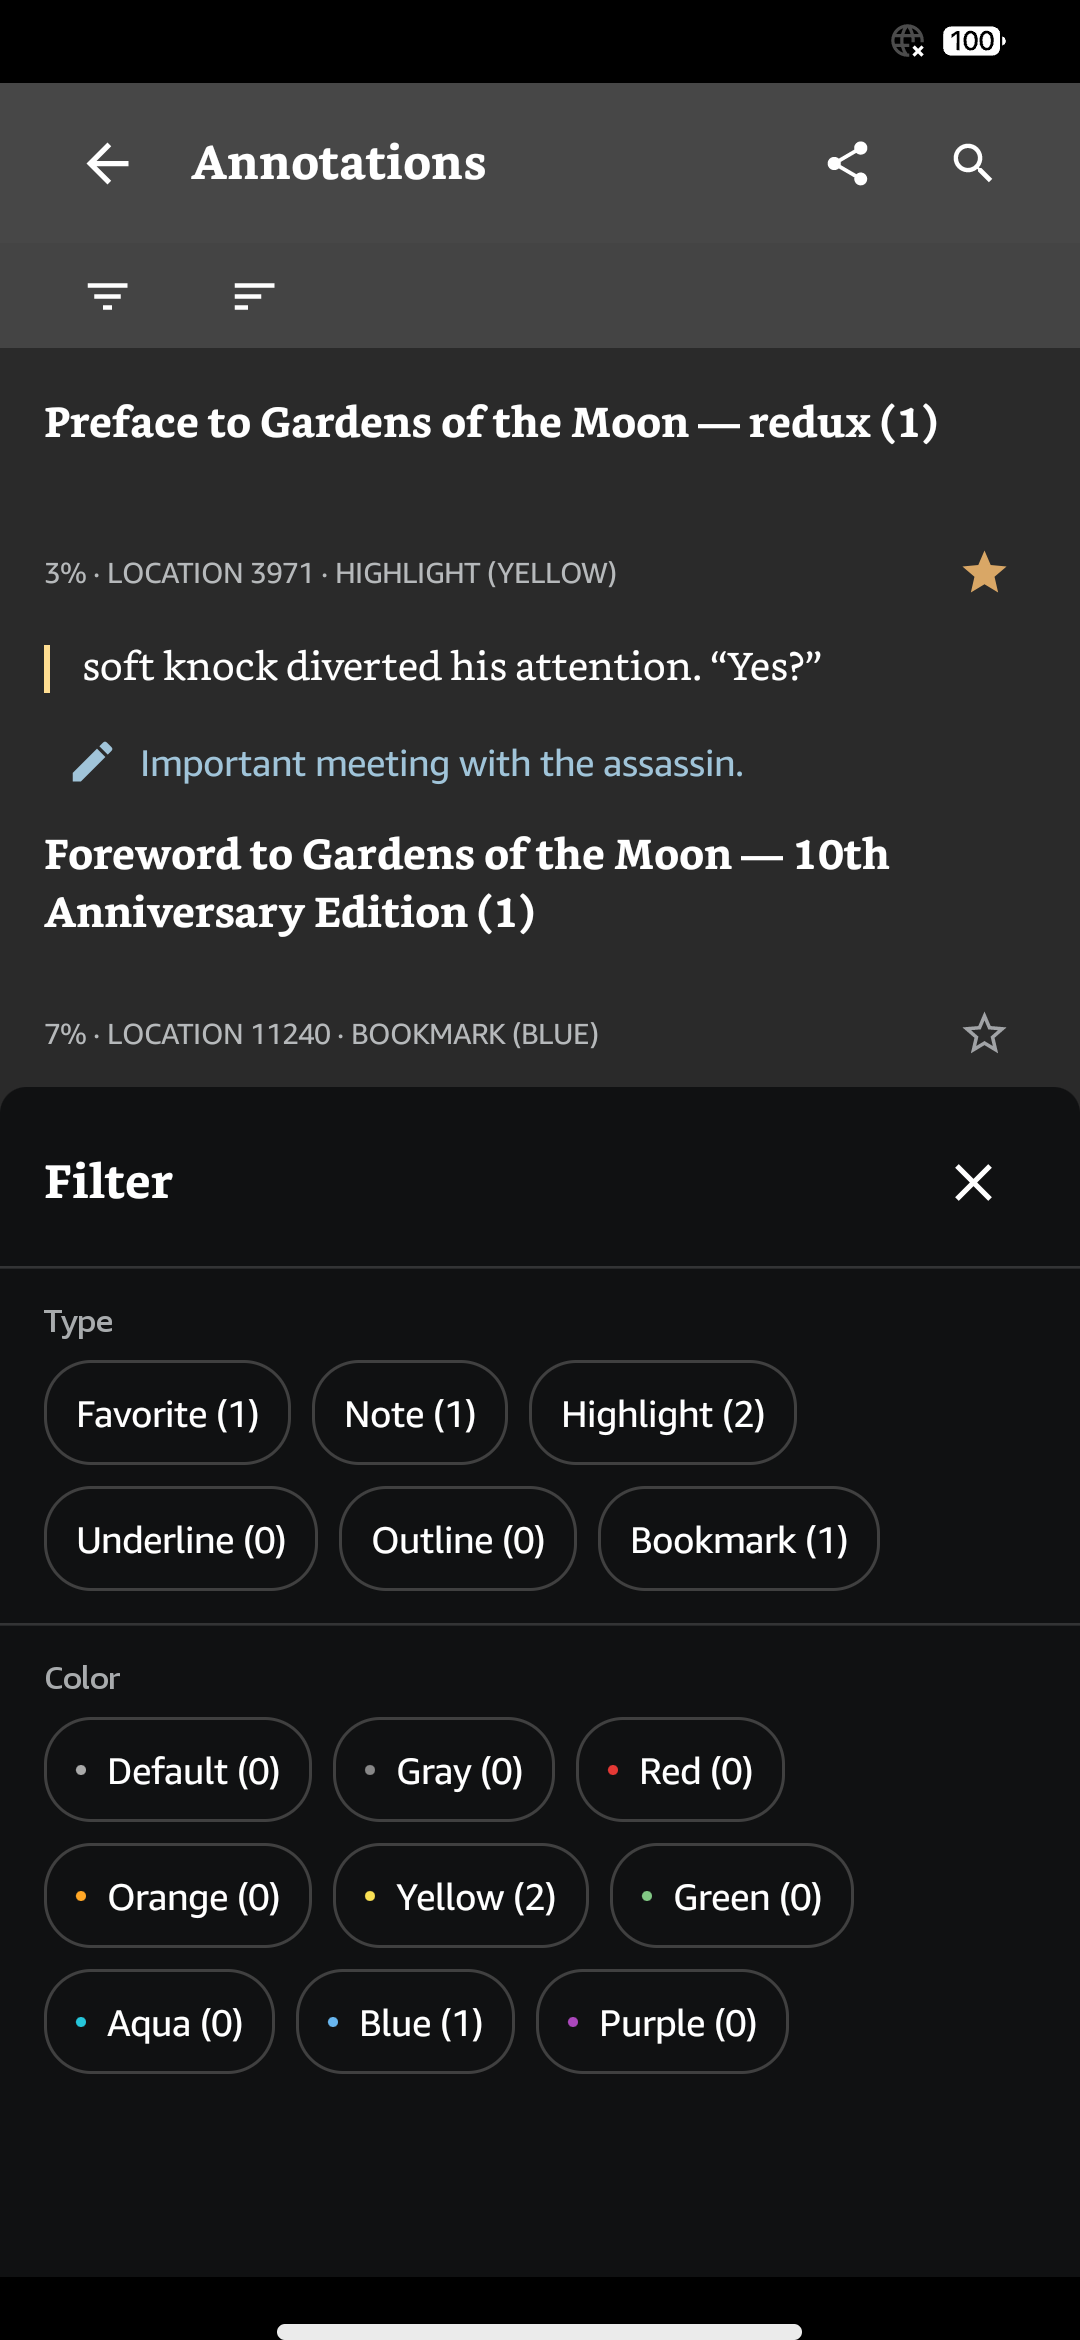 100
Annotations
Preface to Gardens of the Moon — redux (1)
3% · LOCATION 3971 · HIGHLIGHT (YELLOW)
soft knock diverted his attention. “Yes?”
Important meeting with the assassin.
Foreword to Gardens of the Moon — 10th
Anniversary Edition (1)
7% · LOCATION 11240 · BOOKMARK (BLUE)
Filter
Type
Favorite (1) Note (1) Highlight (2)
Underline (0) Outline (0) Bookmark (1)
Color
Default (0) Gray (0) Red (0)
Orange (0) Yellow (2) Green (0)
Aqua (0) Blue (1) Purple (0)